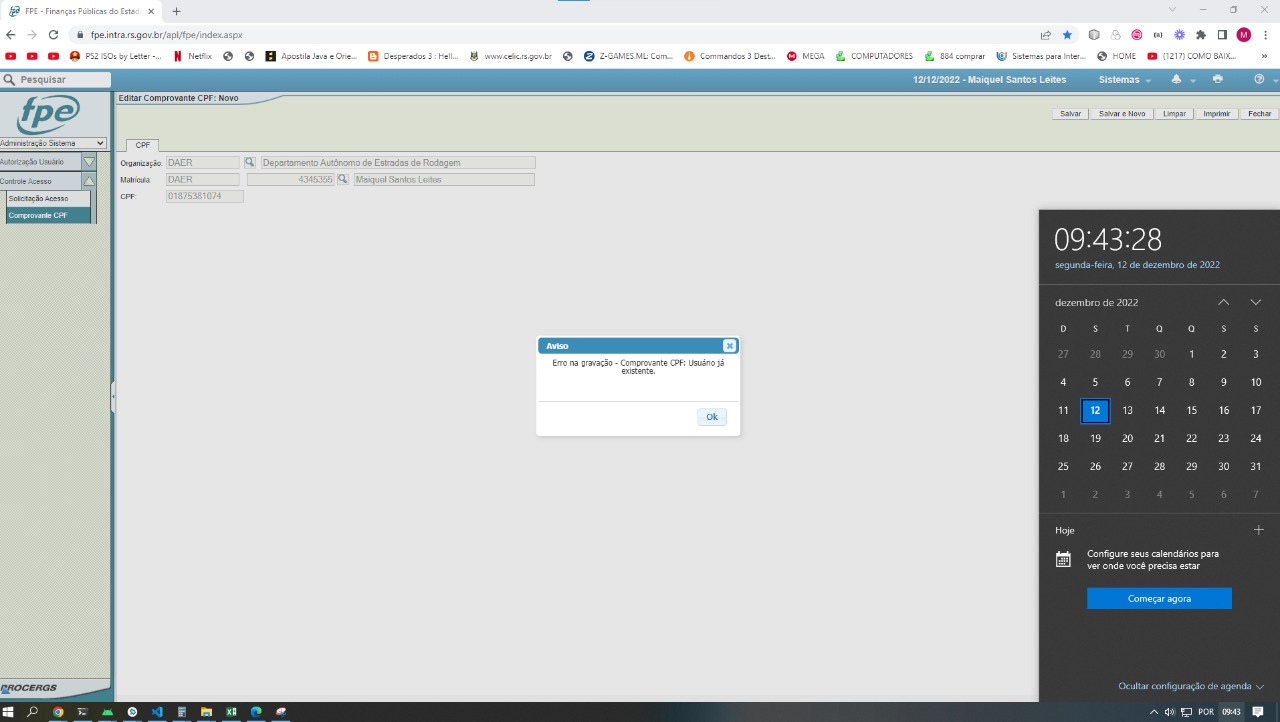 FPE - Finanças Públicas do Estad
fpe.intra.rs.gov.br/apl/fpe/index.aspx
M
PS2 ISOs by Letter -...
Netflix
Apostila Java e Orie...
Desperados 3 : Hell...
www.celic.rs.gov.br
Z-GAMES.ML: Com...
Commandos 3 Dest...
MEGA
COMPUTADORES
884 comprar
Sistemas para Inter...
HOME
(1217) COMO BAIX...
»
Pesquisar
12/12/2022 - Maiquel Santos Leites
Sistemas
fpe
Editar Comprovante CPF: Novo
Salvar
Salvar e Novo
Limpar
Imprimir
Fechar
Administração Sistema
CPF
Autorização Usuário
Organização: DAER Departamento Autônomo de Estradas de Rodagem
Controle Acesso
Matrícula: DAER 4345355 Maiquel Santos Leites
Solicitação Acesso
CPF: 01875381074
Comprovante CPF
Aviso
Erro na gravação - Comprovante CPF: Usuário já
existente.
Ok
09:43:28
segunda-feira, 12 de dezembro de 2022
dezembro de 2022
D S T Q Q S S
27 28 29 30 1 2 3
4 5 6 7 8 9 10
11 12 13 14 15 16 17
18 19 20 21 22 23 24
25 26 27 28 29 30 31
1 2 3 4 5 6 7
Hoje
Configure seus calendários para
ver onde você precisa estar
Começar agora
Ocultar configuração de agenda
PROCERGS
POR
09:43